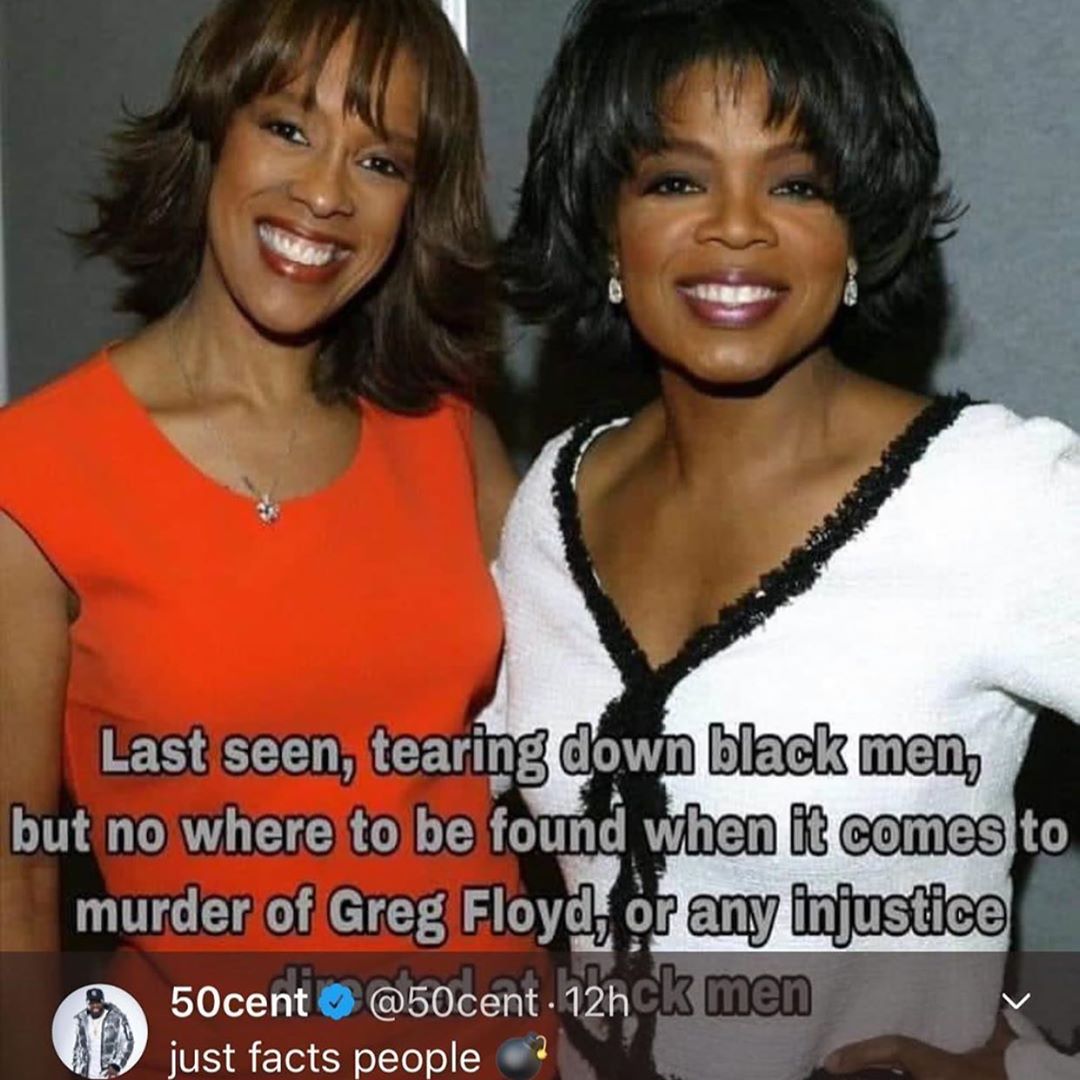 Last seen, tearing down black men,
but no where to be found when it comes to
murder of Greg Floyd, or any injustice
directed at black men
50cent @50cent · 12h
just facts people 💣